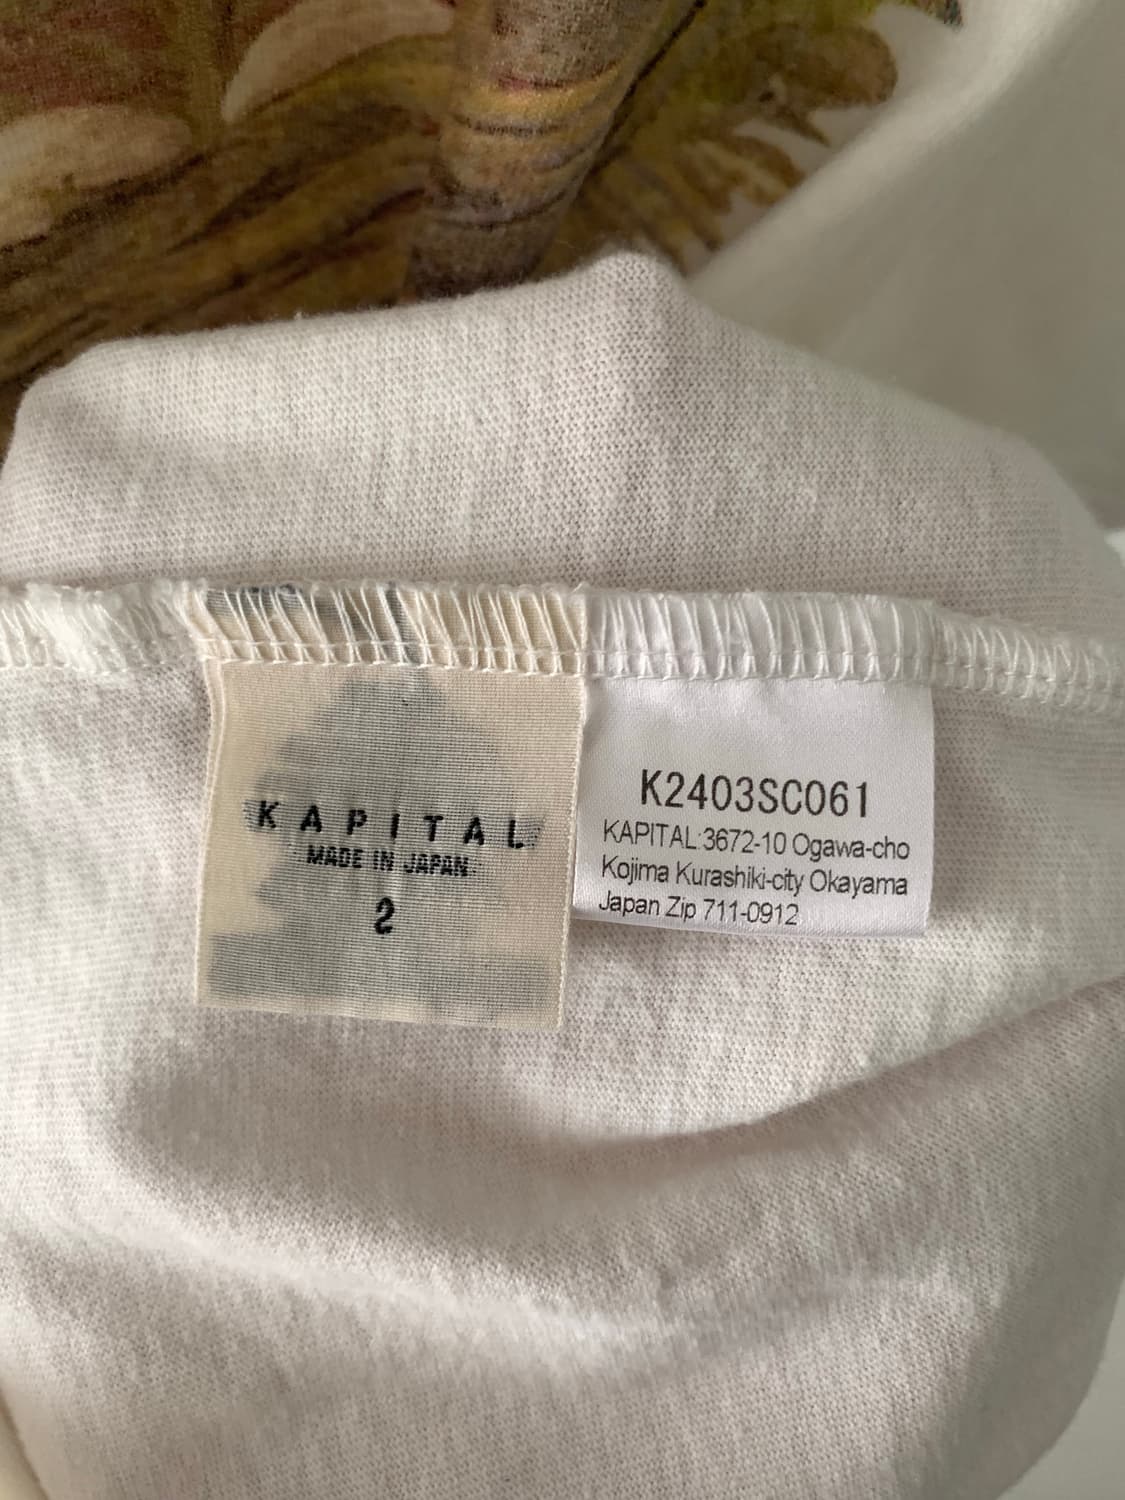 KAPITAL
MADE IN JAPAN
2
K2403SC061
KAPITAL:3672-10 Ogawa-cho
Kojima Kurashiki-city Okayama
Japan Zip 711-0912